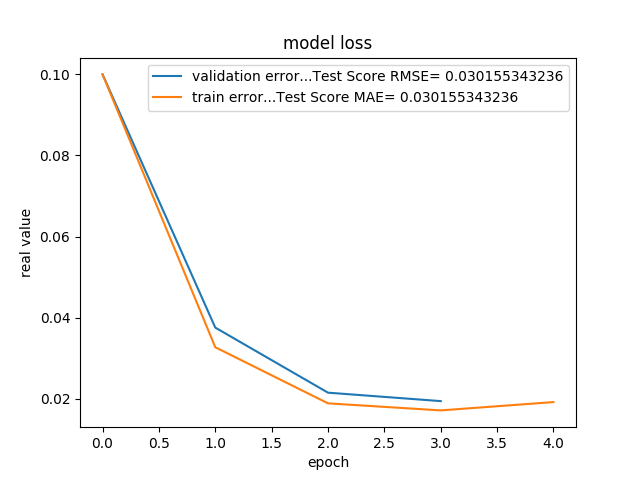 model loss
validation error...Test Score RMSE= 0.030155343236
train error...Test Score MAE= 0.030155343236
real value
0.10
0.08
0.06
0.04
0.02
0.0 0.5 1.0 1.5 2.0 2.5 3.0 3.5 4.0
epoch